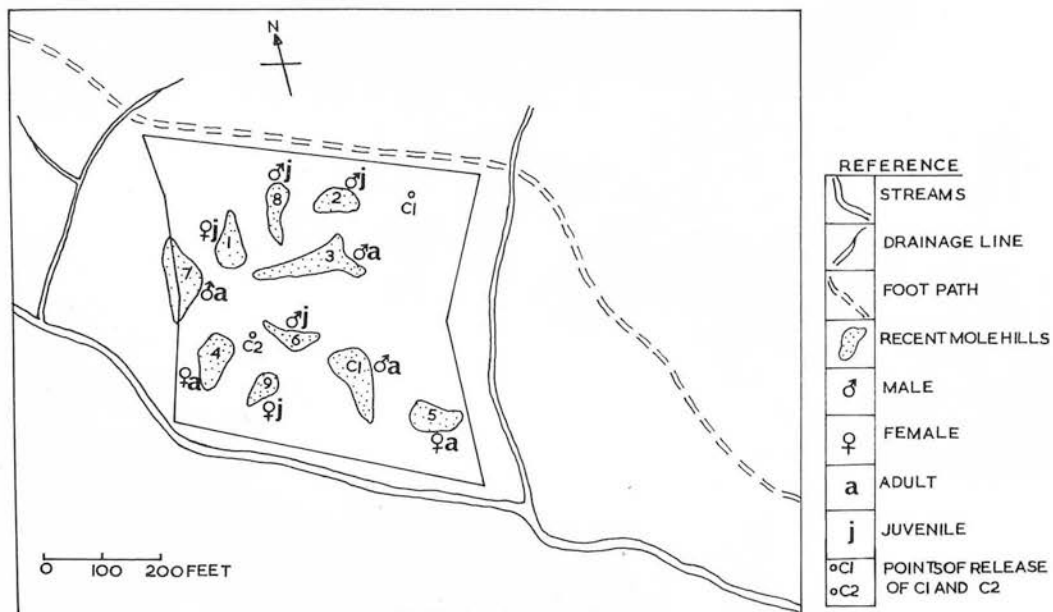 N
♂j
8
♂j
2
C1
♀j
1
3
♂a
7
♂a
♂j
6
C2
4
♀a
C1
♂a
9
♀j
5
♀a
0 100 200 FEET
REFERENCE
STREAMS
DRAINAGE LINE
FOOT PATH
RECENT MOLE HILLS
♂ MALE
♀ FEMALE
a ADULT
j JUVENILE
C1 POINTS OF RELEASE
C2 OF C1 AND C2